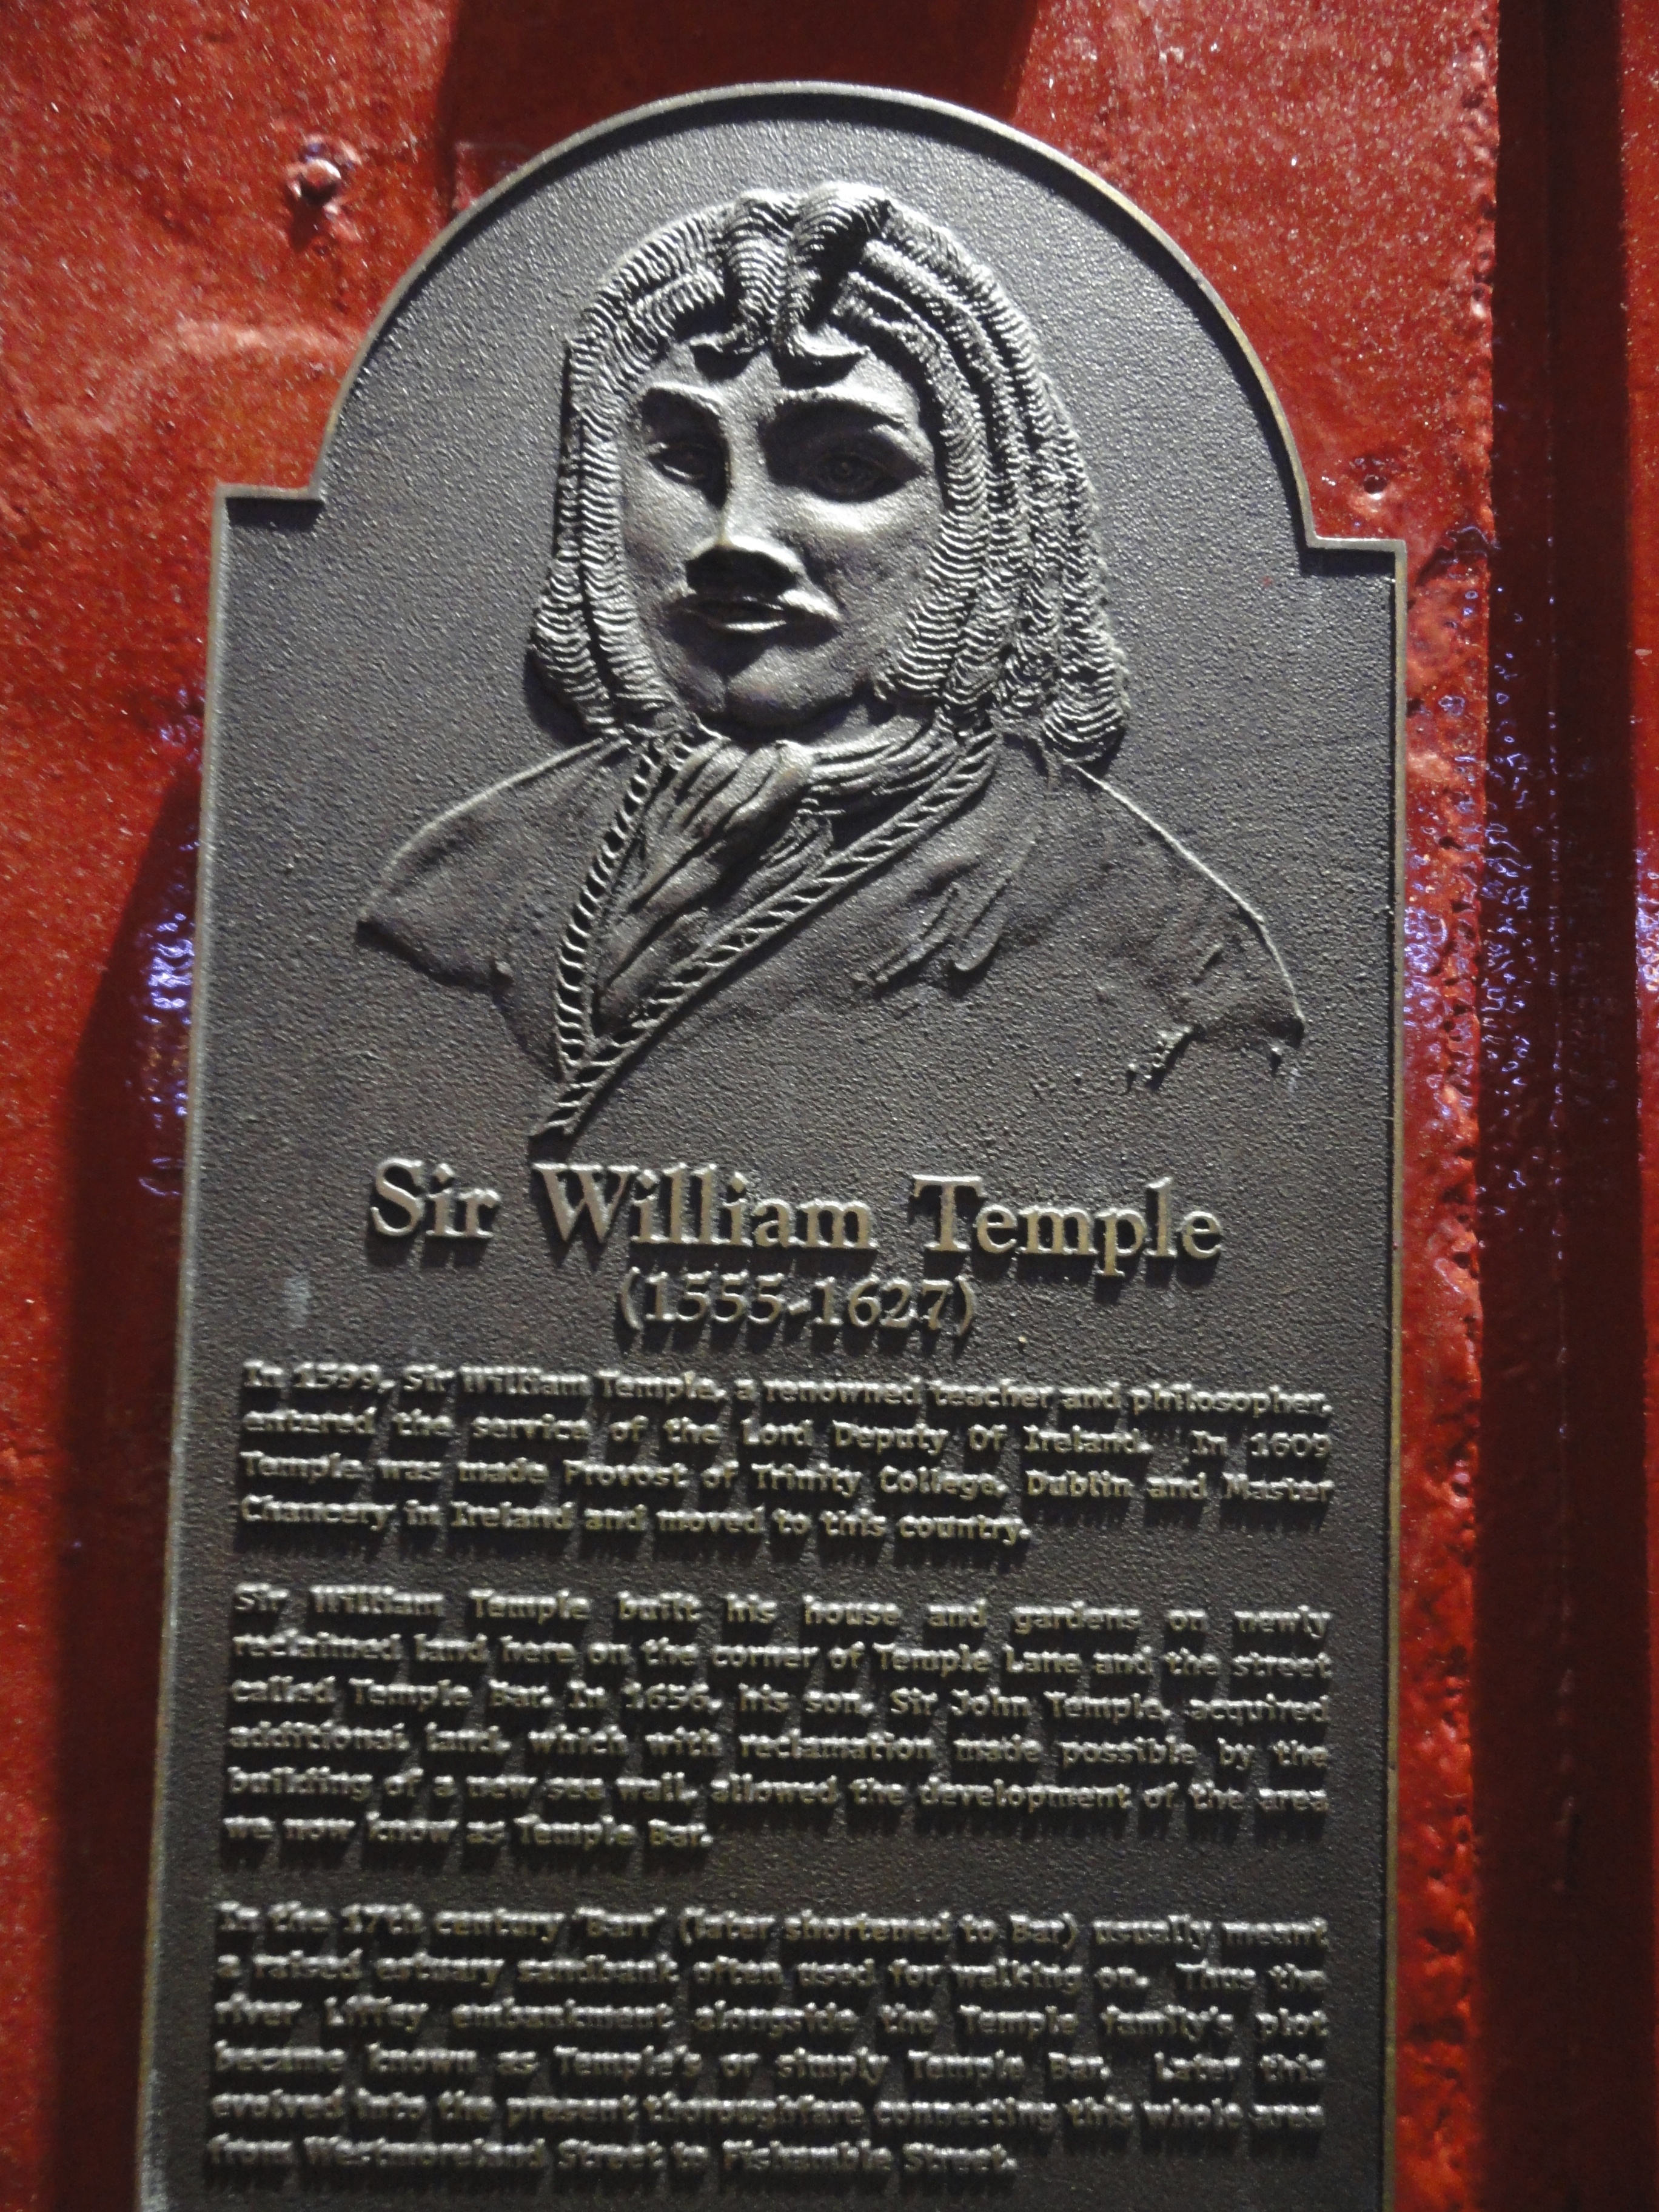 Sir William Temple
(1555-1627)
In 1599, Sir William Temple, a renowned teacher and philosopher,
entered the service of the Lord Deputy Of Ireland. In 1609
Temple was made Provost of Trinity College, Dublin and Master
Chancery in Ireland and moved to this country.
Sir William Temple built his house and gardens on newly
reclaimed land here on the corner of Temple Lane and the street
called Temple Bar. In 1656, his son, Sir John Temple, acquired
additional land, which with reclamation made possible by the
building of a new sea wall, allowed the development of the area
we now know as Temple Bar.
In the 17th century 'Barr' (later shortened to Bar) usually meant
a raised estuary sandbank often used for walking on. Thus the
river Liffey embankment alongside the Temple family's plot
became known as Temple's or simply Temple Bar. Later this
evolved into the present thoroughfare connecting this whole area
from Westmoreland Street to Fishamble Street.